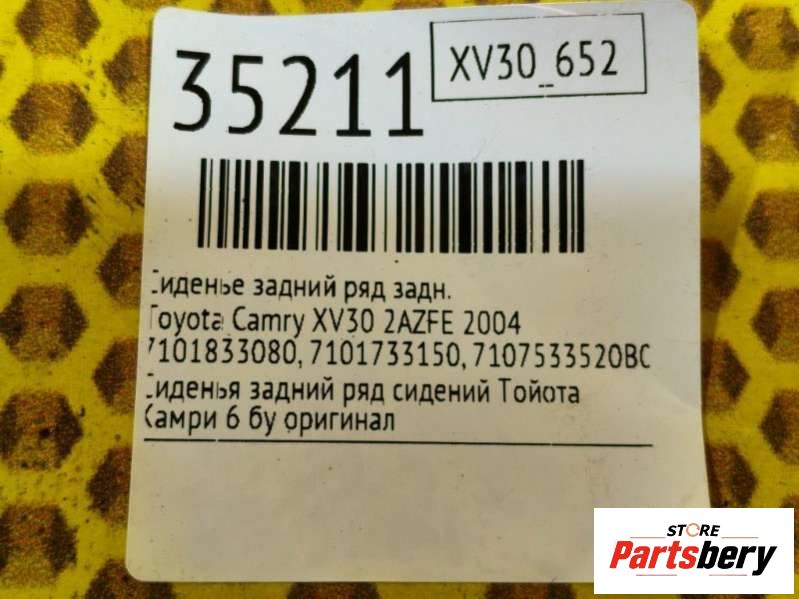 35211
XV30_652
Сиденье задний ряд задн.
Toyota Camry XV30 2AZFE 2004
7101833080, 7101733150, 7107533520BC
Сиденья задний ряд сидений Тойота
Камри 6 бу оригинал
STORE
Partsbery